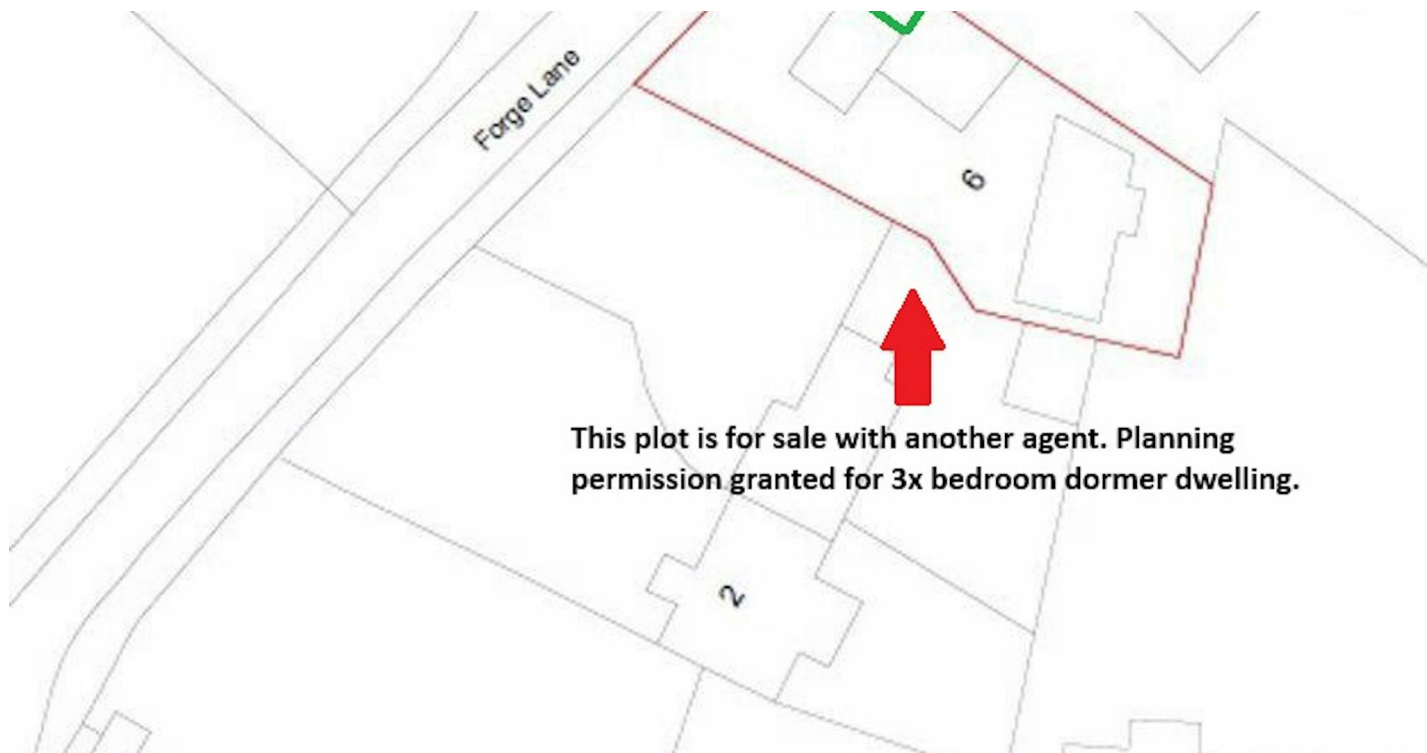 Forge Lane
6
This plot is for sale with another agent. Planning
permission granted for 3x bedroom dormer dwelling.
2